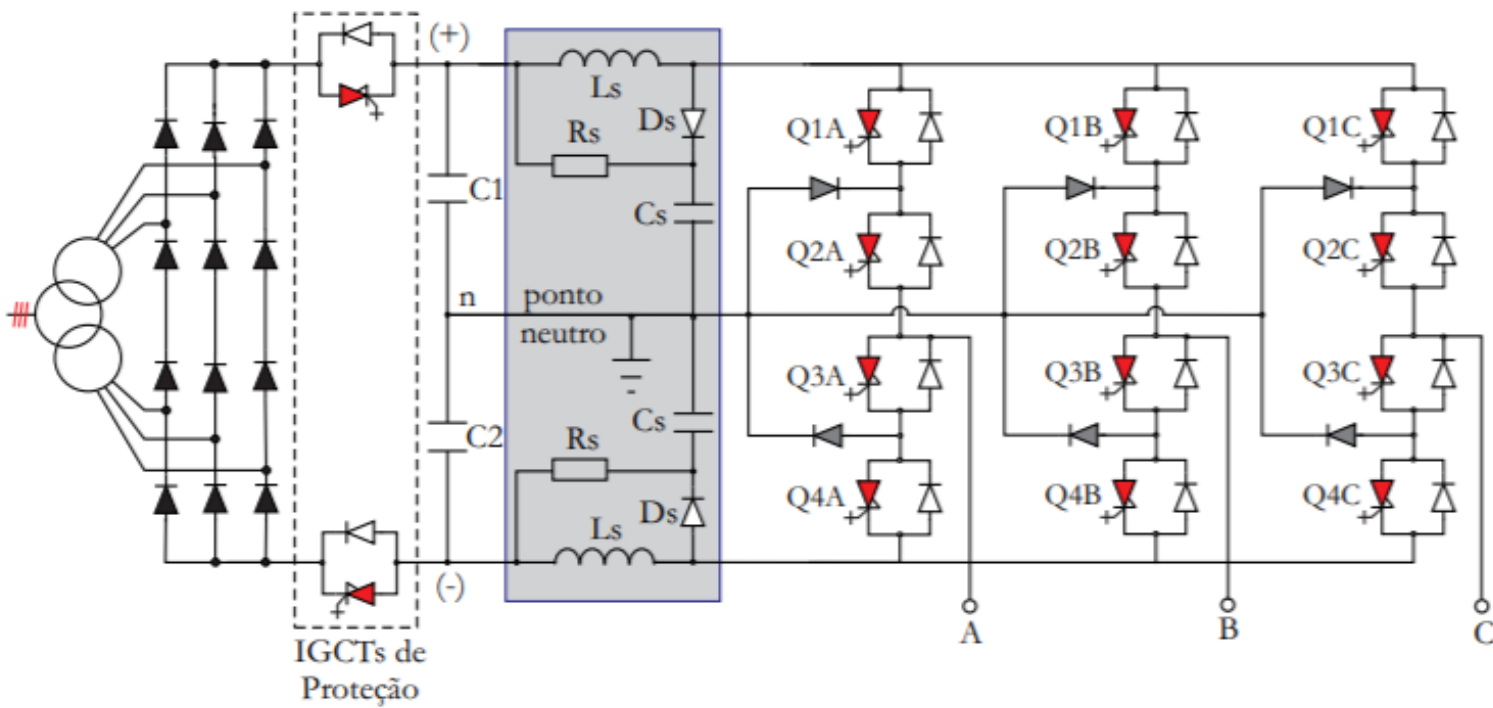 (+)
Ls
Ds
Rs
C1
Cs
Q1A
Q1B
Q1C
Q2A
Q2B
Q2C
n
ponto
neutro
Q3A
Q3B
Q3C
C2
Cs
Rs
Q4A
Q4B
Q4C
Ds
Ls
(-)
A
B
C
IGCTs de
Proteção